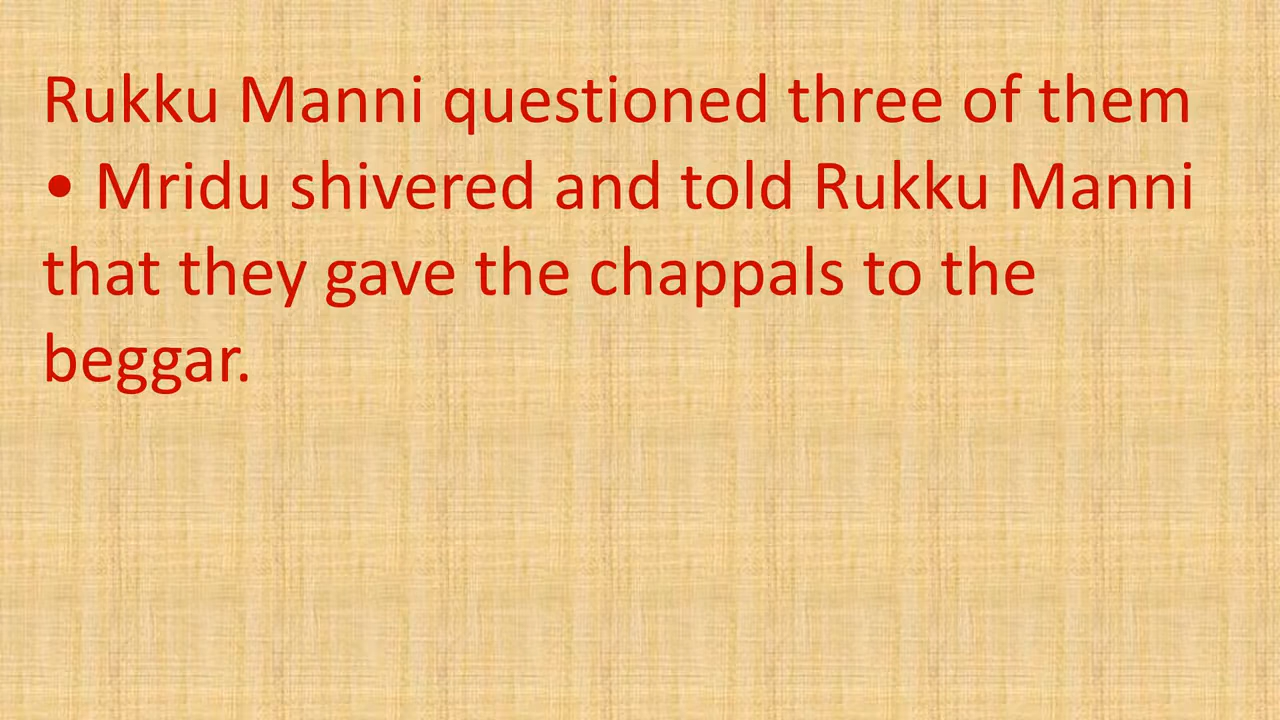 Rukku Manni questioned three of them
• Mridu shivered and told Rukku Manni
that they gave the chappals to the
beggar.